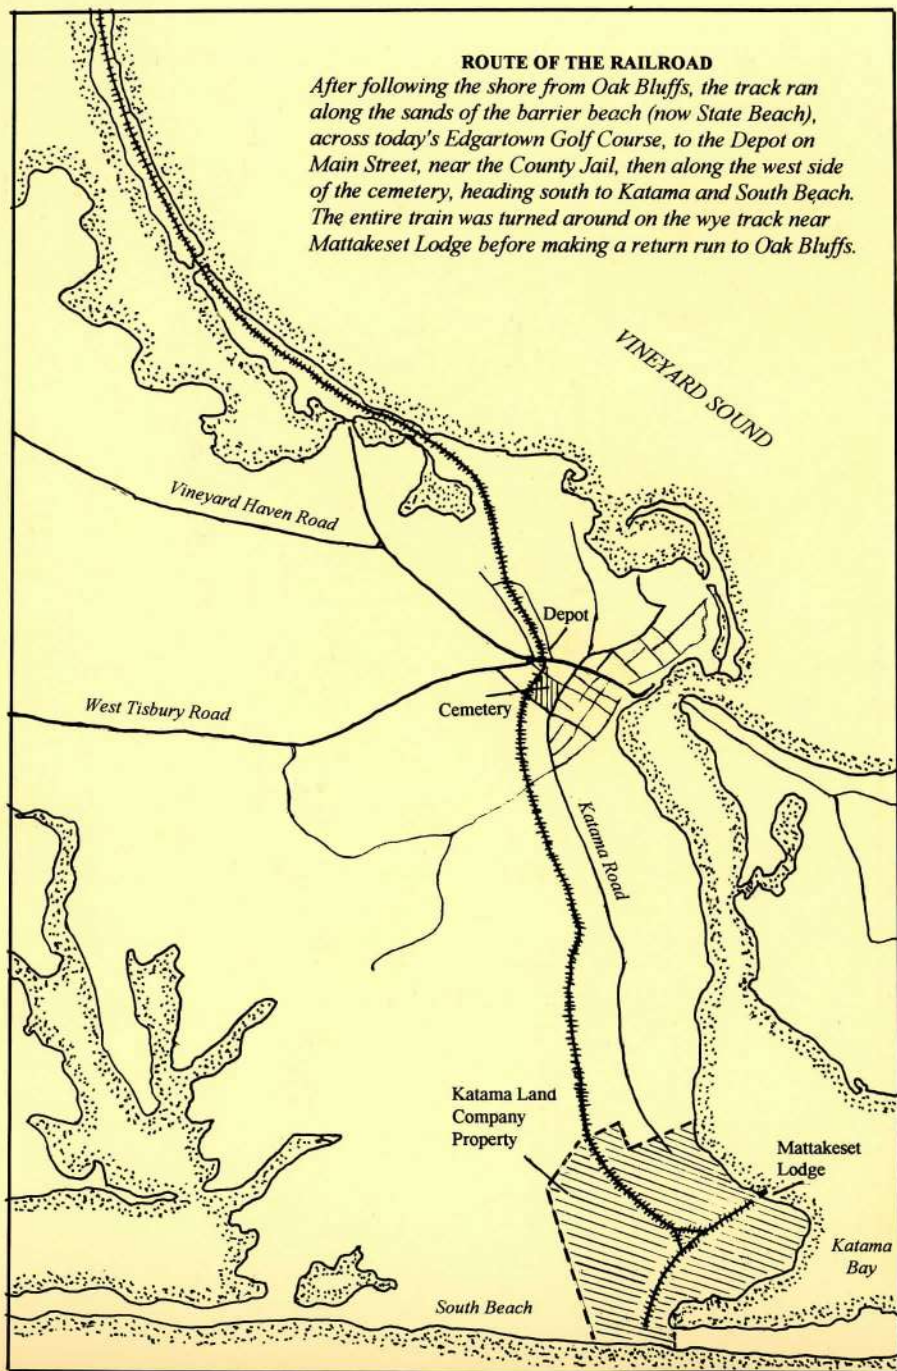 ROUTE OF THE RAILROAD
After following the shore from Oak Bluffs, the track ran
along the sands of the barrier beach (now State Beach),
across today's Edgartown Golf Course, to the Depot on
Main Street, near the County Jail, then along the west side
of the cemetery, heading south to Katama and South Beach.
The entire train was turned around on the wye track near
Mattakeset Lodge before making a return run to Oak Bluffs.
VINEYARD SOUND
Vineyard Haven Road
Depot
West Tisbury Road
Cemetery
Katama Road
Katama Land
Company
Property
Mattakeset
Lodge
Katama
Bay
South Beach